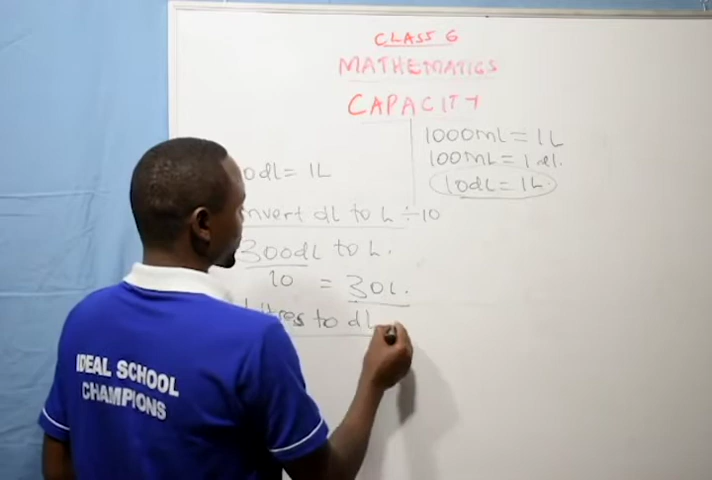 CLASS 6
MATHEMATICS
CAPACITY
1000mL = 1L
100mL = 1 dl.
10dL = 1L.
0dL = 1L
nvert dL to L ÷10
300dL to L.
10 = 30L.
Litres to dL
IDEAL SCHOOL
CHAMPIONS